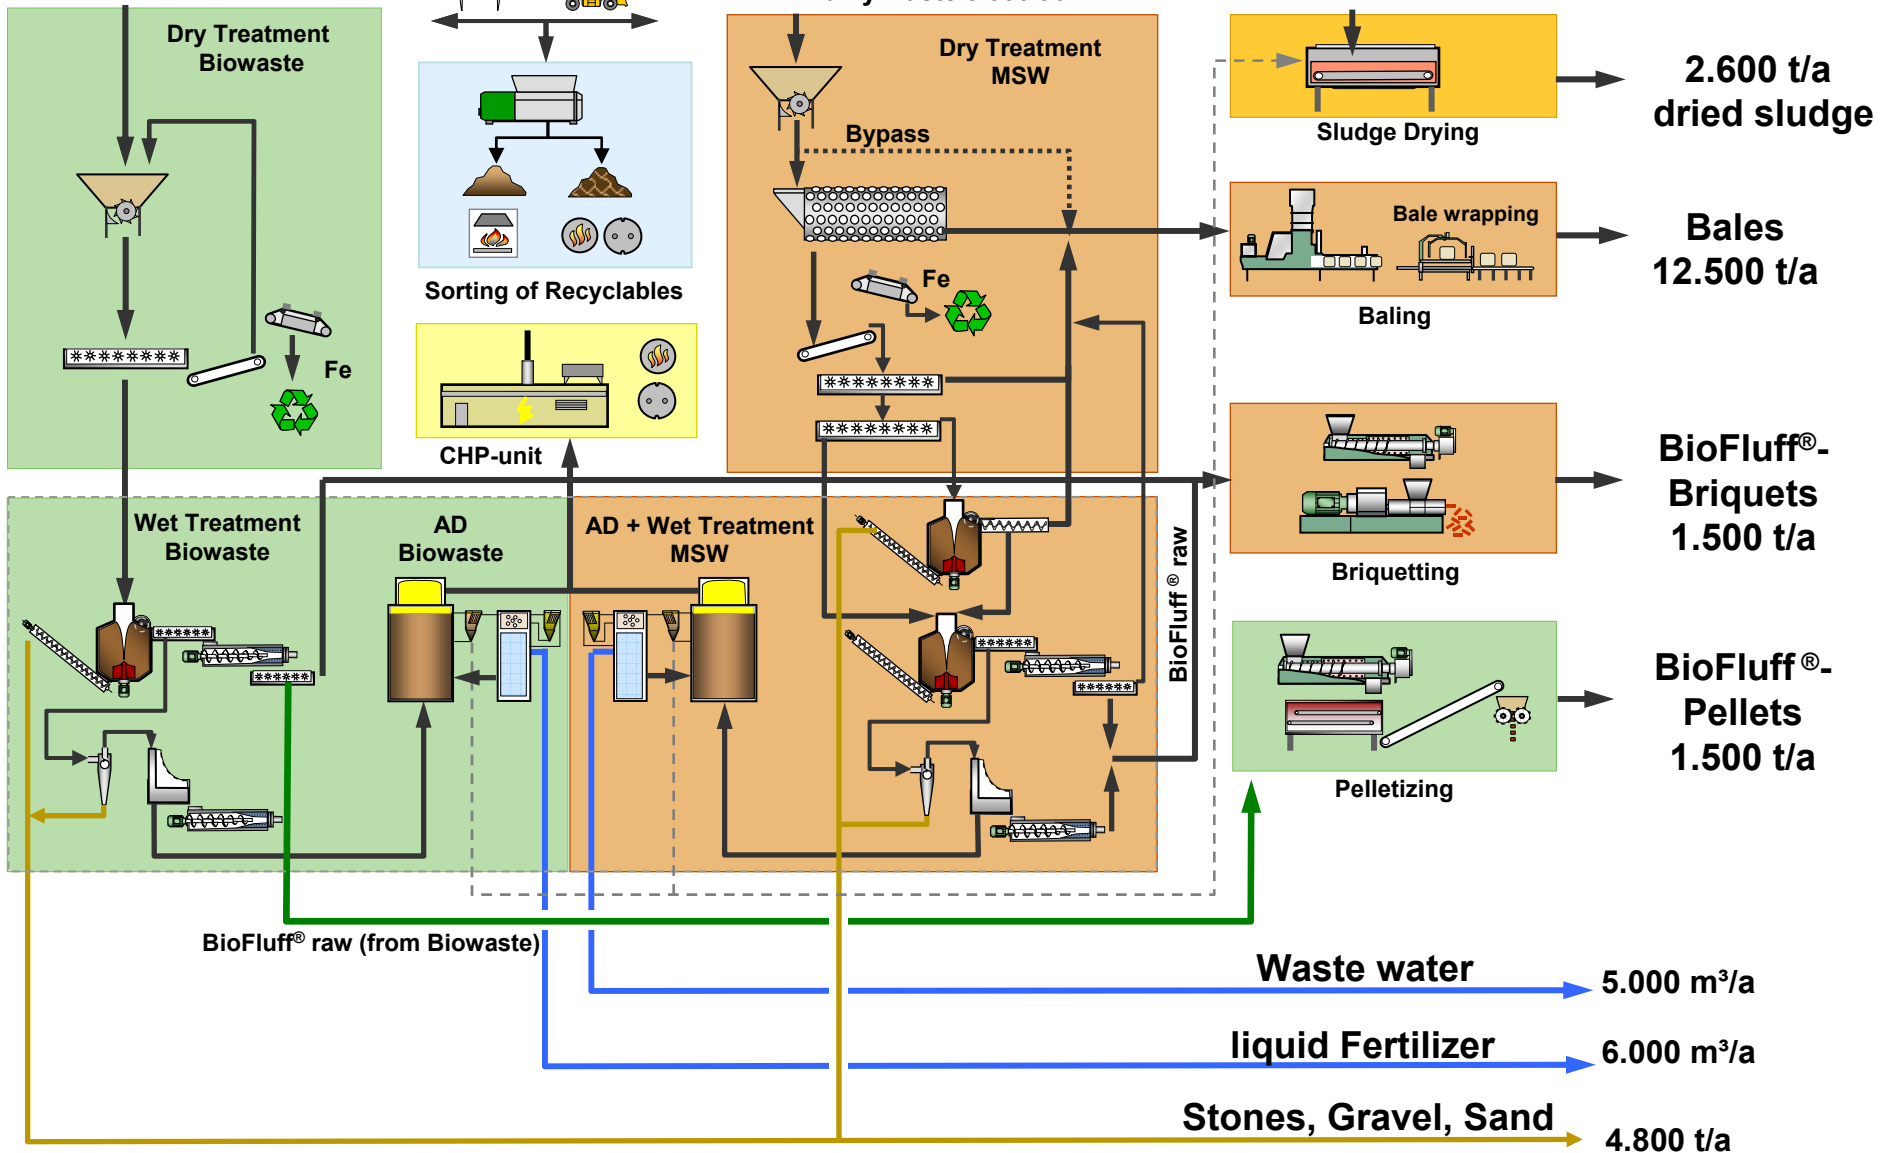 Dry Treatment
Biowaste
Dry Treatment
MSW
Bypass
Fe
Fe
Sorting of Recyclables
CHP-unit
Sludge Drying
2.600 t/a
dried sludge
Bale wrapping
Baling
Bales
12.500 t/a
Briquetting
BioFluff®-
Briquets
1.500 t/a
Wet Treatment
Biowaste
AD
Biowaste
AD + Wet Treatment
MSW
BioFluff ® raw
Pelletizing
BioFluff ®-
Pellets
1.500 t/a
BioFluff® raw (from Biowaste)
Waste water
5.000 m³/a
liquid Fertilizer
6.000 m³/a
Stones, Gravel, Sand
4.800 t/a